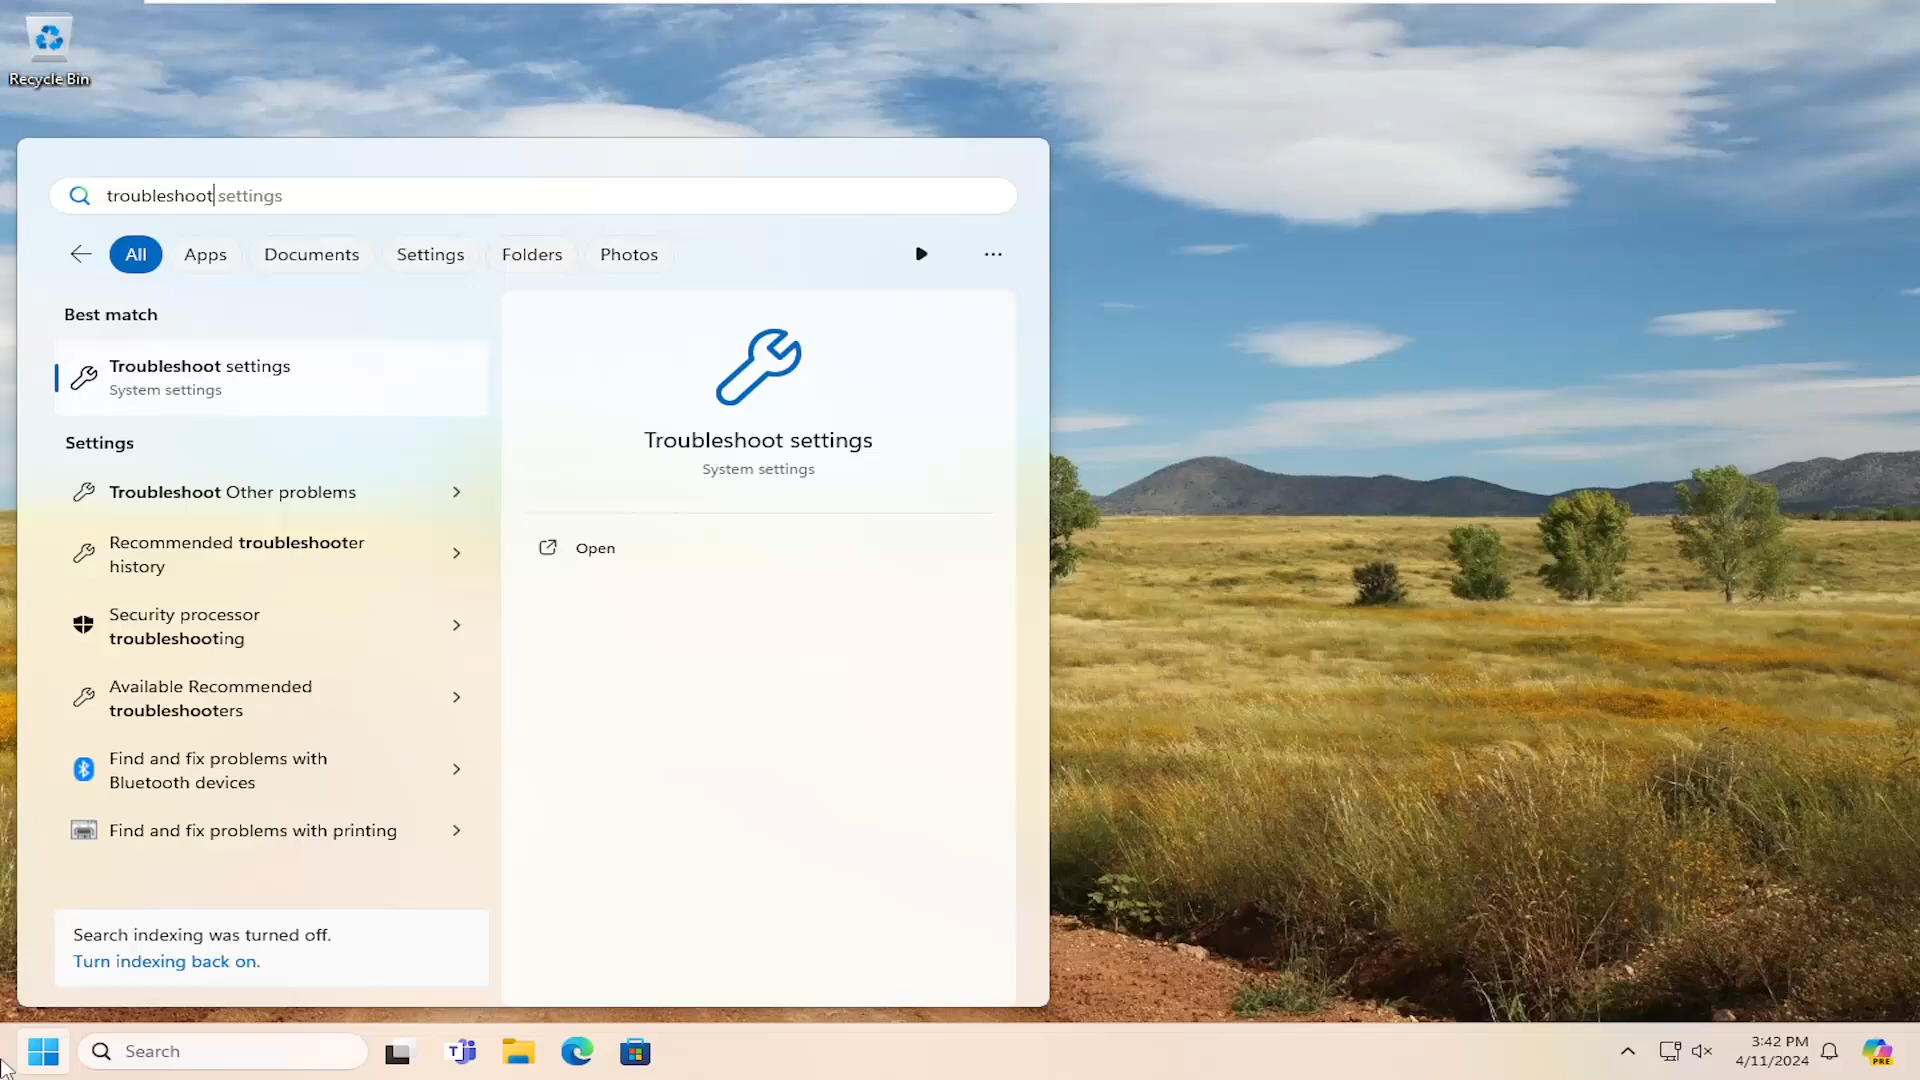 Recycle Bin
troubleshoot settings
All
Apps
Documents
Settings
Folders
Photos
Best match
Troubleshoot settings
System settings
Settings
Troubleshoot Other problems
Recommended troubleshooter
history
Security processor
troubleshooting
Available Recommended
troubleshooters
Find and fix problems with
Bluetooth devices
Find and fix problems with printing
Search indexing was turned off.
Turn indexing back on.
Troubleshoot settings
System settings
Open
Search
3:42 PM
4/11/2024
PRE